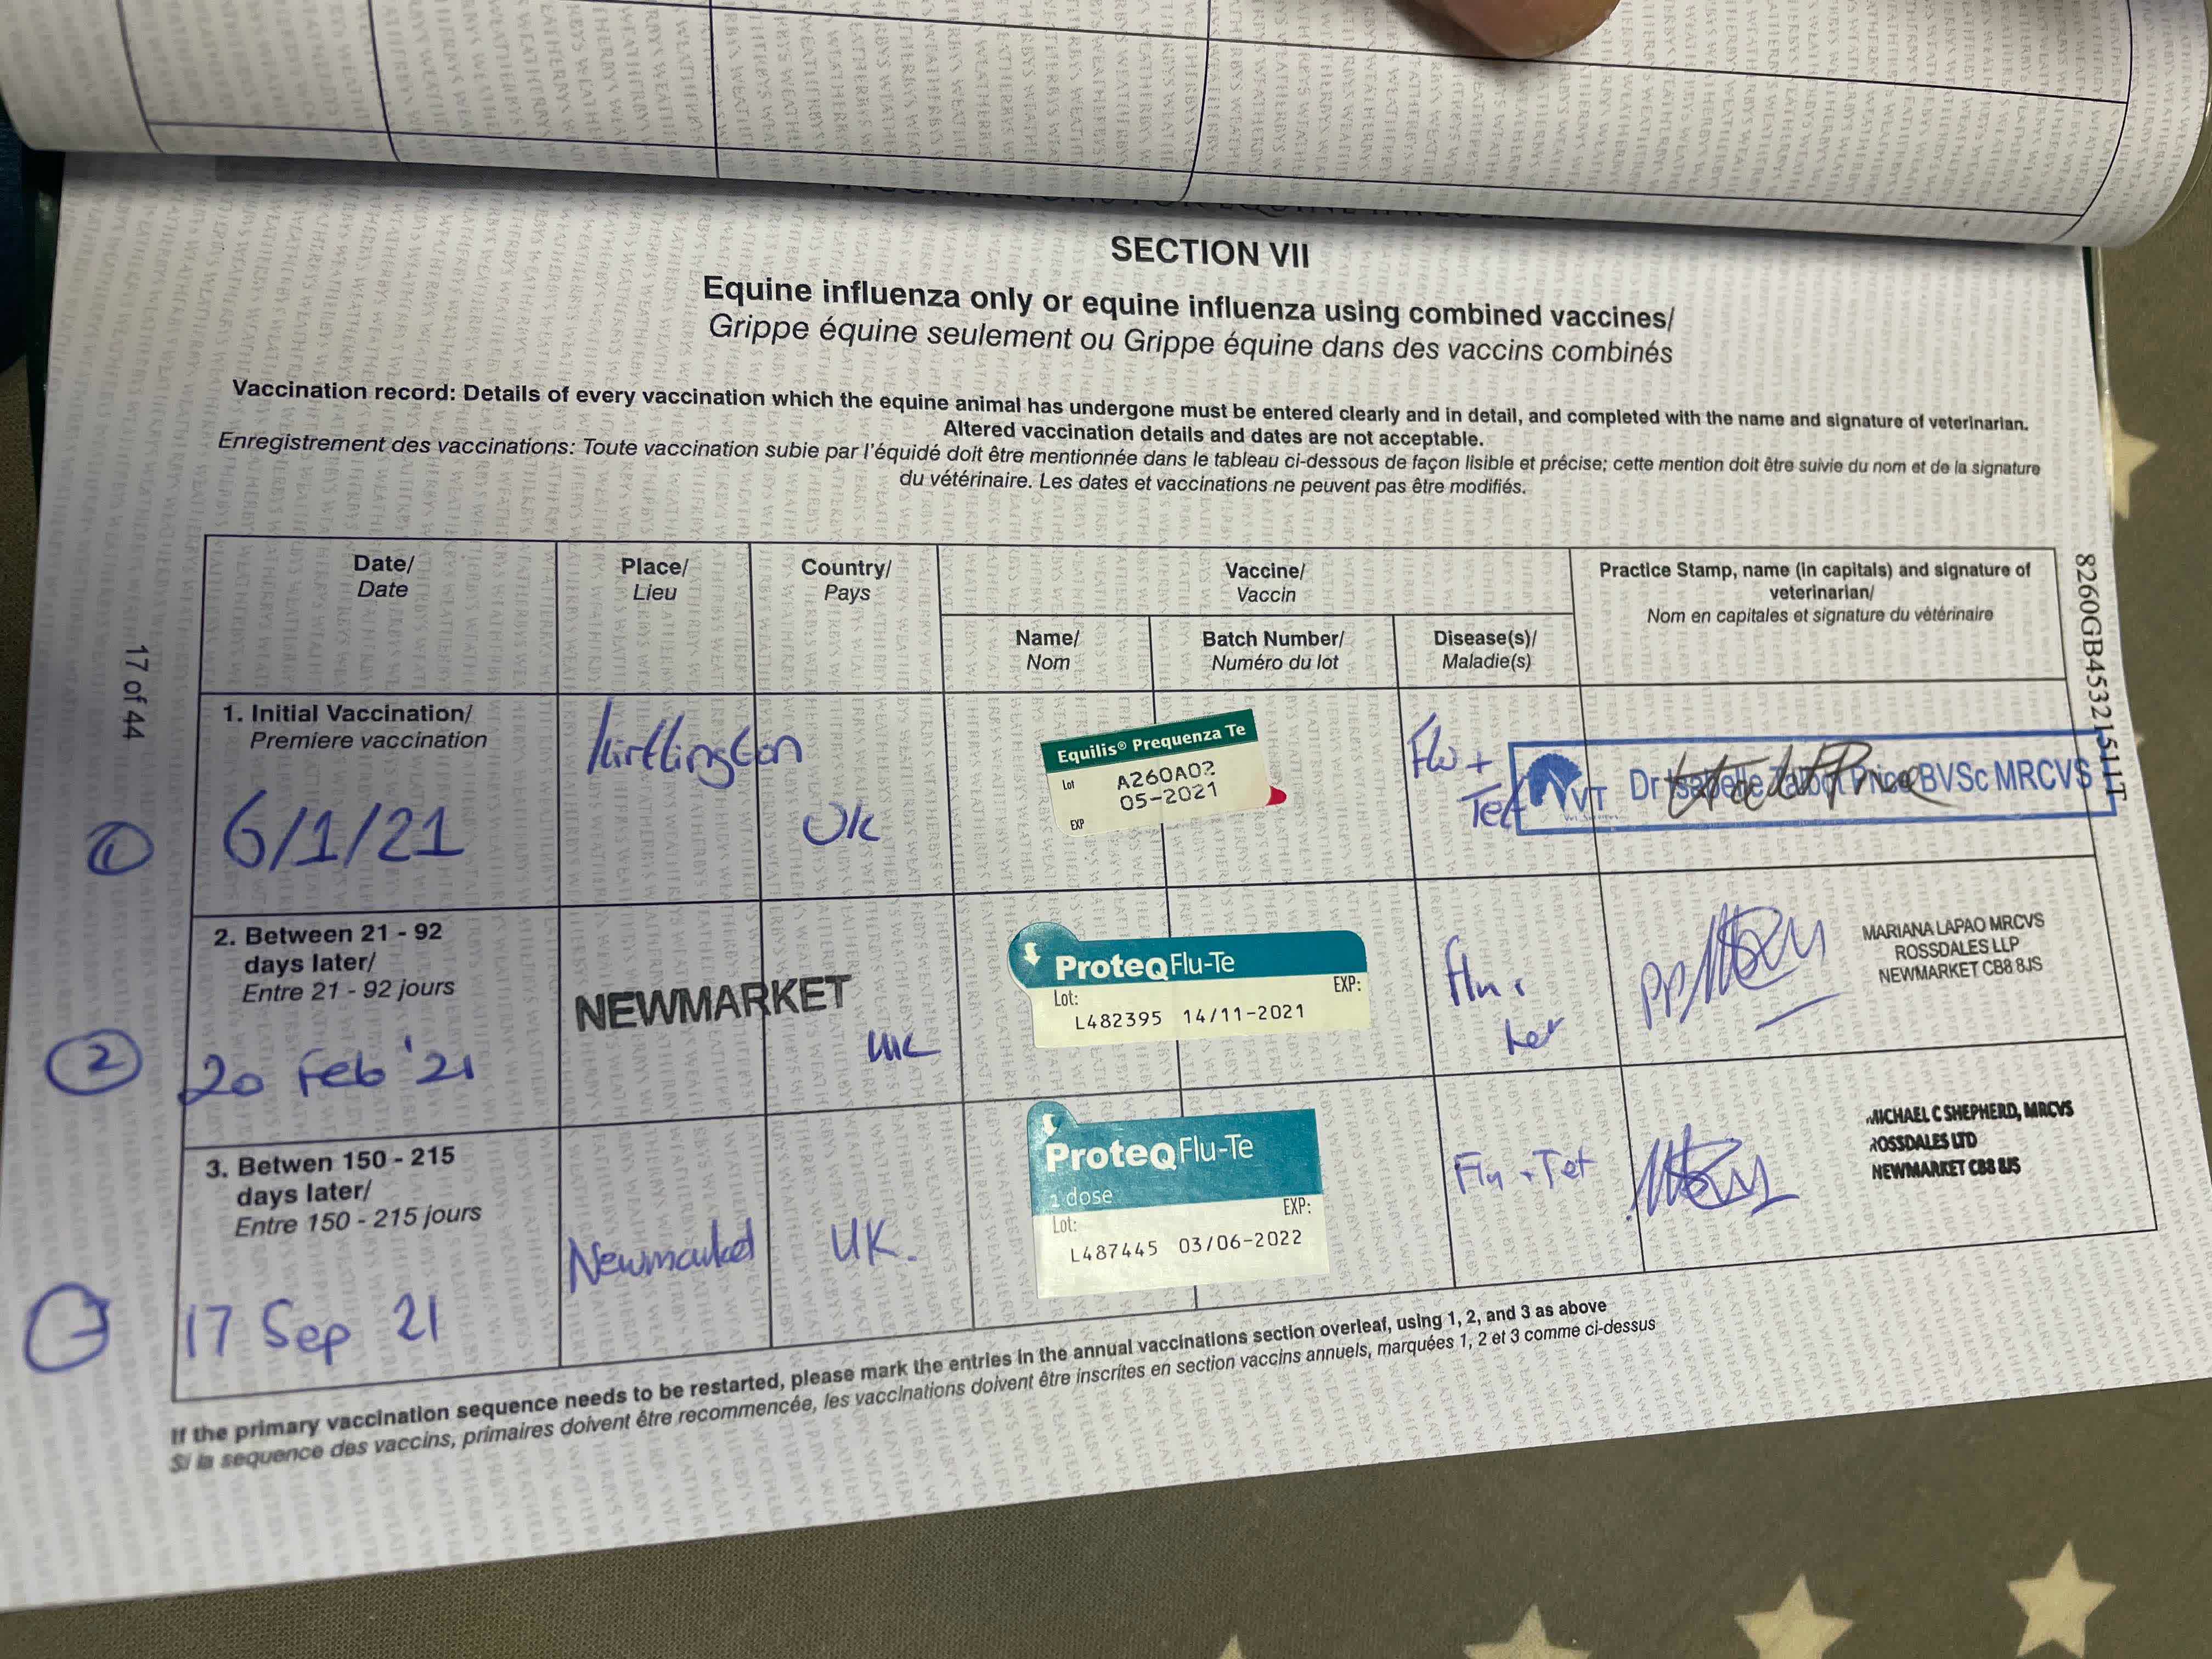 SECTION VII
Equine influenza only or equine influenza using combined vaccines/
Grippe équine seulement ou Grippe équine dans des vaccins combinés
Vaccination record: Details of every vaccination which the equine animal has undergone must be entered clearly and in detail, and completed with the name and signature of veterinarian.
Altered vaccination details and dates are not acceptable.
Enregistrement des vaccinations: Toute vaccination subie par l'équidé doit être mentionnée dans le tableau ci-dessous de façon lisible et précise; cette mention doit être suivie du nom et de la signature
du vétérinaire. Les dates et vaccinations ne peuvent pas être modifiés.
17 of 44
8260GB45321511T
Date/
Date
Place/
Lieu
Country/
Pays
Vaccine/
Vaccin
Name/
Nom
Batch Number/
Numéro du lot
Disease(s)/
Maladie(s)
Practice Stamp, name (in capitals) and signature of
veterinarian/
Nom en capitales et signature du vétérinaire
1. Initial Vaccination/
Premiere vaccination
1
6/1/21
Kirtlington
UK
Equilis® Prequenza Te
Lot A260A02
05-2021
EXP
Flu +
Tet
VT
Dr Isabelle Talbot Price BVSc MRCVS
2. Between 21 - 92
days later/
Entre 21 - 92 jours
2
20 Feb '21
NEWMARKET
UK
ProteqFlu-Te
Lot: EXP:
L482395 14/11-2021
Flu +
tet
pp
MARIANA LAPAO MRCVS
ROSSDALES LLP
NEWMARKET CB8 8JS
3. Betwen 150 - 215
days later/
Entre 150 - 215 jours
3
17 Sep 21
Newmarket
UK.
ProteqFlu-Te
1 dose
Lot: EXP:
L487445 03/06-2022
Flu + Tet
MICHAEL C SHEPHERD, MRCVS
ROSSDALES LTD
NEWMARKET CB8 8JS
If the primary vaccination sequence needs to be restarted, please mark the entries in the annual vaccinations section overleaf, using 1, 2, and 3 as above
Si la sequence des vaccins, primaires doivent être recommencée, les vaccinations doivent être inscrites en section vaccins annuels, marquées 1, 2 et 3 comme ci-dessus